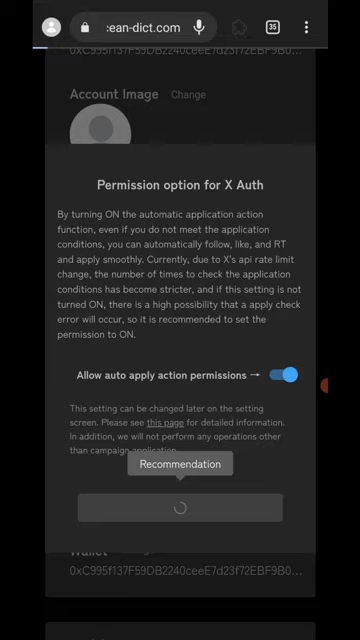 :ean-dict.com
35
0xC995f137F59DB2240ceeE7d23f72EBF9B0...
Account Image Change
Permission option for X Auth
By turning ON the automatic application action
function, even if you do not meet the application
conditions, you can automatically follow, like, and RT
and apply smoothly. Currently, due to X's api rate limit
change, the number of times to check the application
conditions has become stricter, and if this setting is
not turned ON, there is a high possibility that a apply check
error will occur, so it is recommended to set the
permission to ON.
Allow auto apply action permissions →
This setting can be changed later on the setting
screen. Please see this page for detailed information.
In addition, we will not perform any operations other
than campaign application.
Recommendation
Wallet
0xC995f137F59DB2240ceeE7d23f72EBF9B0...